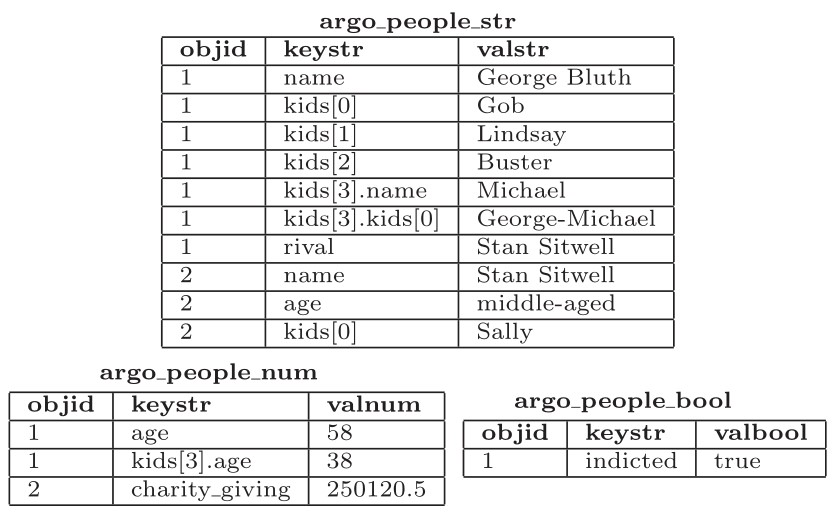 argo_people_str
objid keystr valstr
1 name George Bluth
1 kids[0] Gob
1 kids[1] Lindsay
1 kids[2] Buster
1 kids[3].name Michael
1 kids[3].kids[0] George-Michael
1 rival Stan Sitwell
2 name Stan Sitwell
2 age middle-aged
2 kids[0] Sally
argo_people_num
objid keystr valnum
1 age 58
1 kids[3].age 38
2 charity_giving 250120.5
argo_people_bool
objid keystr valbool
1 indicted true